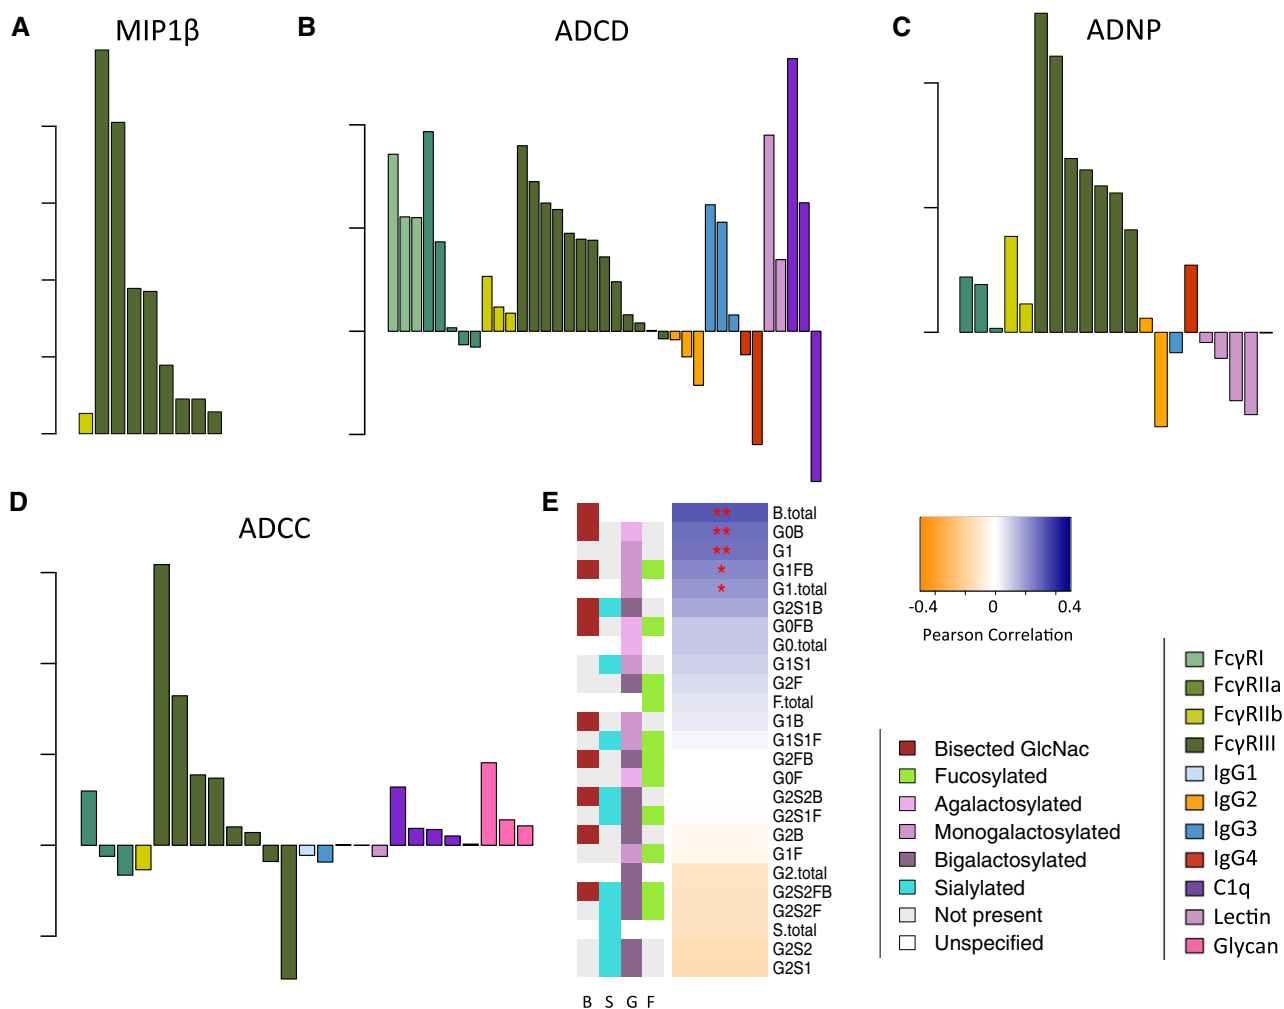 A
MIP1β
B
ADCD
C
ADNP
D
ADCC
E
** B.total
** G0B
** G1
* G1FB
* G1.total
G2S1B
G0FB
G0.total
G1S1
G2F
F.total
G1B
G1S1F
G2FB
G0F
G2S2B
G2S1F
G2B
G1F
G2.total
G2S2FB
G2S2F
S.total
G2S2
G2S1
B S G F
-0.4 0 0.4
Pearson Correlation
Bisected GlcNac
Fucosylated
Agalactosylated
Monogalactosylated
Bigalactosylated
Sialylated
Not present
Unspecified
FcγRI
FcγRIIa
FcγRIIb
FcγRIII
IgG1
IgG2
IgG3
IgG4
C1q
Lectin
Glycan